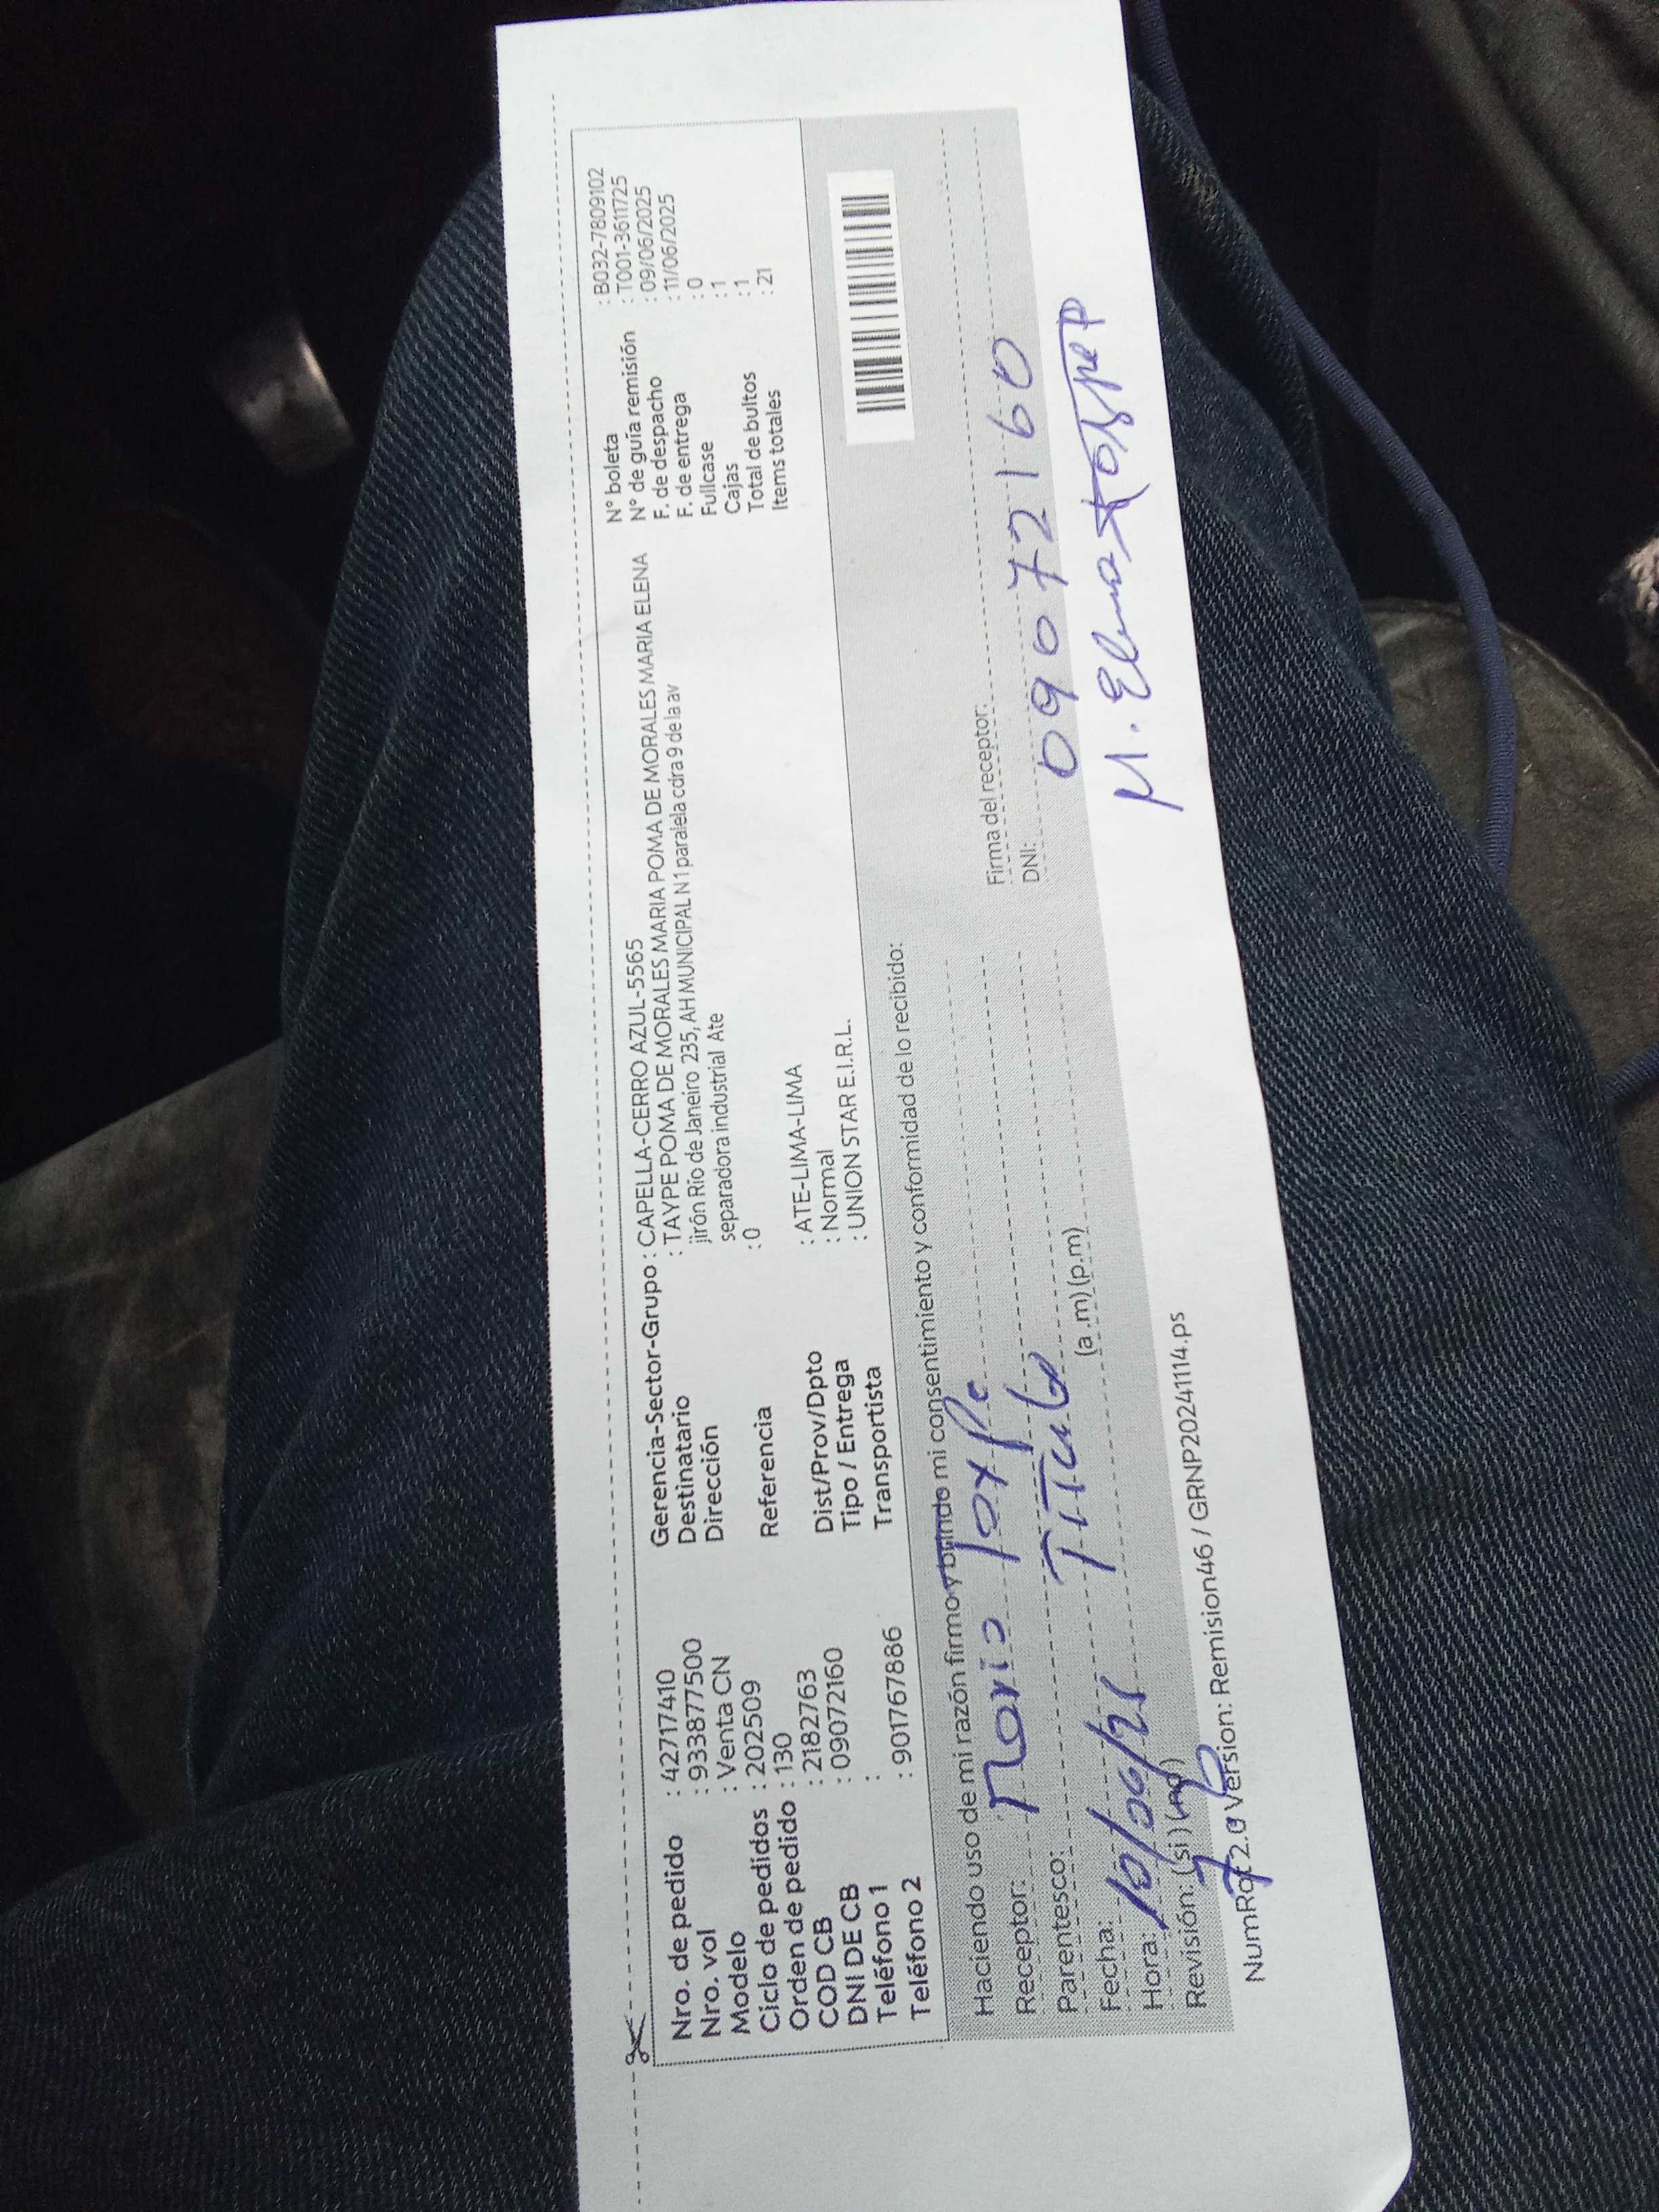 Nro. de pedido : 42717410
Nro. vol : 933877500
Modelo : Venta CN
Ciclo de pedidos : 202509
Orden de pedido : 130
COD CB : 2182763
DNI DE CB : 09072160
Teléfono 1 :
Teléfono 2 : 901767886
Gerencia-Sector-Grupo : CAPELLA-CERRO AZUL-5565
Destinatario : TAYPE POMA DE MORALES MARIA POMA DE MORALES MARIA ELENA
Dirección jirón Rio de Janeiro 235, AH MUNICIPAL N 1 paralela cdra 9 de la av
separadora industrial Ate
Referencia : 0
Dist/Prov/Dpto : ATE-LIMA-LIMA
Tipo / Entrega : Normal
Transportista : UNION STAR E.I.R.L.
N° boleta : B032-7809102
N° de guía remisión : T001-3611725
F. de despacho : 09/06/2025
F. de entrega : 11/06/2025
Fullcase : 0
Cajas : 1
Total de bultos : 1
Items totales : 21
Haciendo uso de mi razón firmo y brindo mi consentimiento y conformidad de lo recibido:
Receptor: Maria
Parentesco: Titular
Fecha:
Hora: (a .m) (p.m)
Revisión: (si) (no)
Firma del receptor:
DNI: 09072160
M. Elena
2.0 Version: Remision46 / GRNP20241114.ps